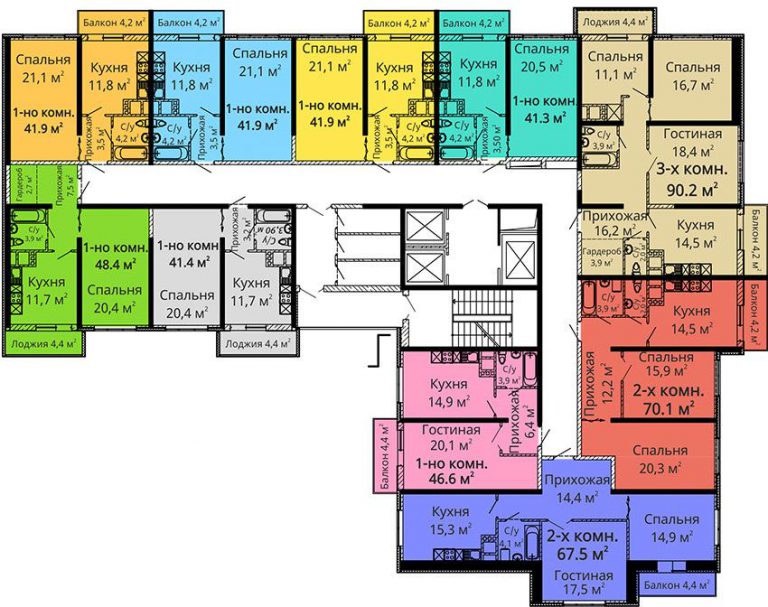 Балкон 4,2 м²
Спальня
21,1 м²
1-но комн.
41.9 м²
Кухня
11,8 м²
Прихожая
3,5 м²
С/у
4,2 м²
Балкон 4,2 м²
Кухня
11,8 м²
С/у
4,2 м²
Прихожая
3,5 м²
Спальня
21,1 м²
1-но комн.
41.9 м²
Балкон 4,2 м²
Спальня
21,1 м²
1-но комн.
41.9 м²
Кухня
11,8 м²
Прихожая
3,5 м²
С/у
4,2 м²
Балкон 4,2 м²
Кухня
11,8 м²
С/у
4,2 м²
Прихожая
3,50 м²
Спальня
20,5 м²
1-но комн.
41.3 м²
Лоджия 4,4 м²
Спальня
11,1 м²
Спальня
16,7 м²
С/у
3,9 м²
Гостиная
18,4 м²
3-х комн.
90.2 м²
Прихожая
16,2 м²
Гардероб
3,9 м²
С/у
Кухня
14,5 м²
Балкон 4,2 м²
Гардероб
2,7 м²
Прихожая
7,5 м²
С/у
3,9 м²
Кухня
11,7 м²
1-но комн.
48.4 м²
Спальня
20,4 м²
Лоджия 4,4 м²
1-но комн.
41.4 м²
Спальня
20,4 м²
Прихожая
3,2 м²
С/у
3,90 м²
Кухня
11,7 м²
Лоджия 4,4 м²
С/у
3,9 м²
С/у
Кухня
14,5 м²
Балкон 4,2 м²
Прихожая
12,2 м²
Спальня
15,9 м²
2-х комн.
70.1 м²
Спальня
20,3 м²
Кухня
14,9 м²
С/у
3,9 м²
Прихожая
6,4 м²
Гостиная
20,1 м²
1-но комн.
46.6 м²
Балкон 4,4 м²
Прихожая
14,4 м²
Кухня
15,3 м²
С/у
4,1 м²
2-х комн.
67.5 м²
Гостиная
17,5 м²
Спальня
14,9 м²
Балкон 4,4 м²